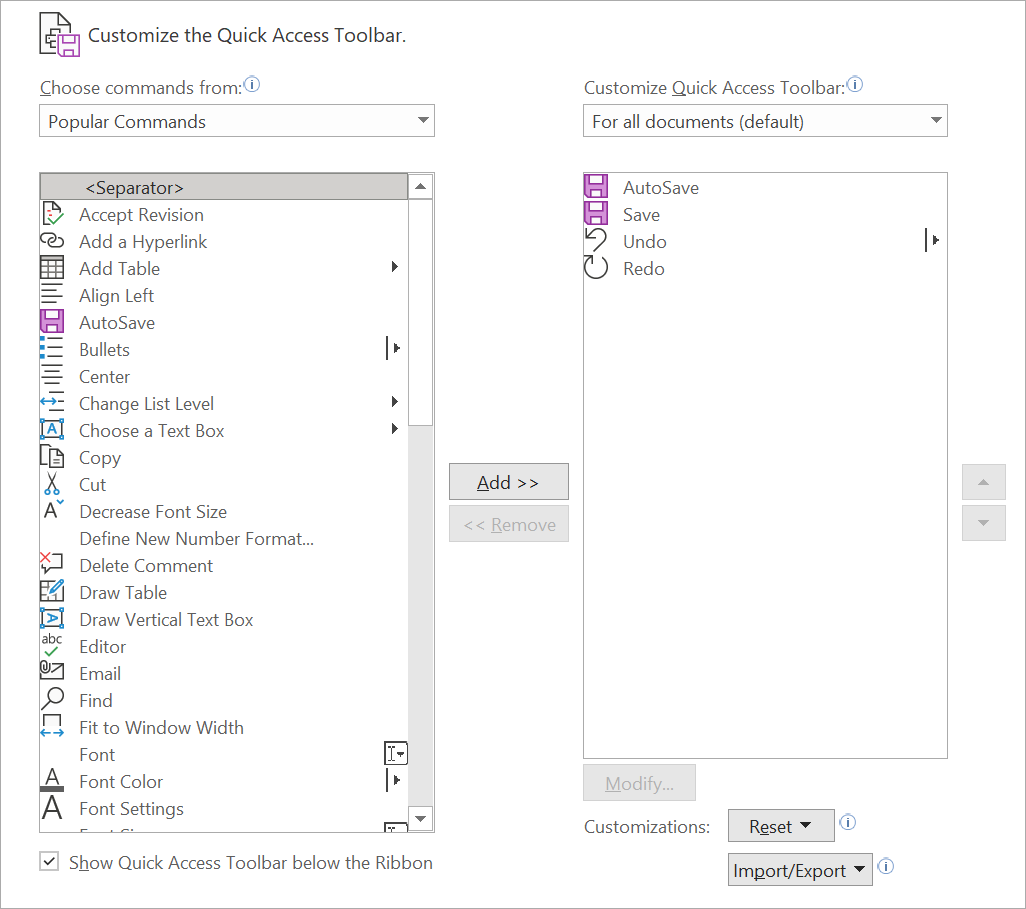 Customize the Quick Access Toolbar.
Choose commands from:
Popular Commands
<Separator>
Accept Revision
Add a Hyperlink
Add Table
Align Left
AutoSave
Bullets
Center
Change List Level
Choose a Text Box
Copy
Cut
Decrease Font Size
Define New Number Format...
Delete Comment
Draw Table
Draw Vertical Text Box
abc
Editor
Email
Find
Fit to Window Width
Font
Font Color
Font Settings
Show Quick Access Toolbar below the Ribbon
Add >>
<< Remove
Customize Quick Access Toolbar:
For all documents (default)
AutoSave
Save
Undo
Redo
Modify...
Customizations:
Reset
Import/Export